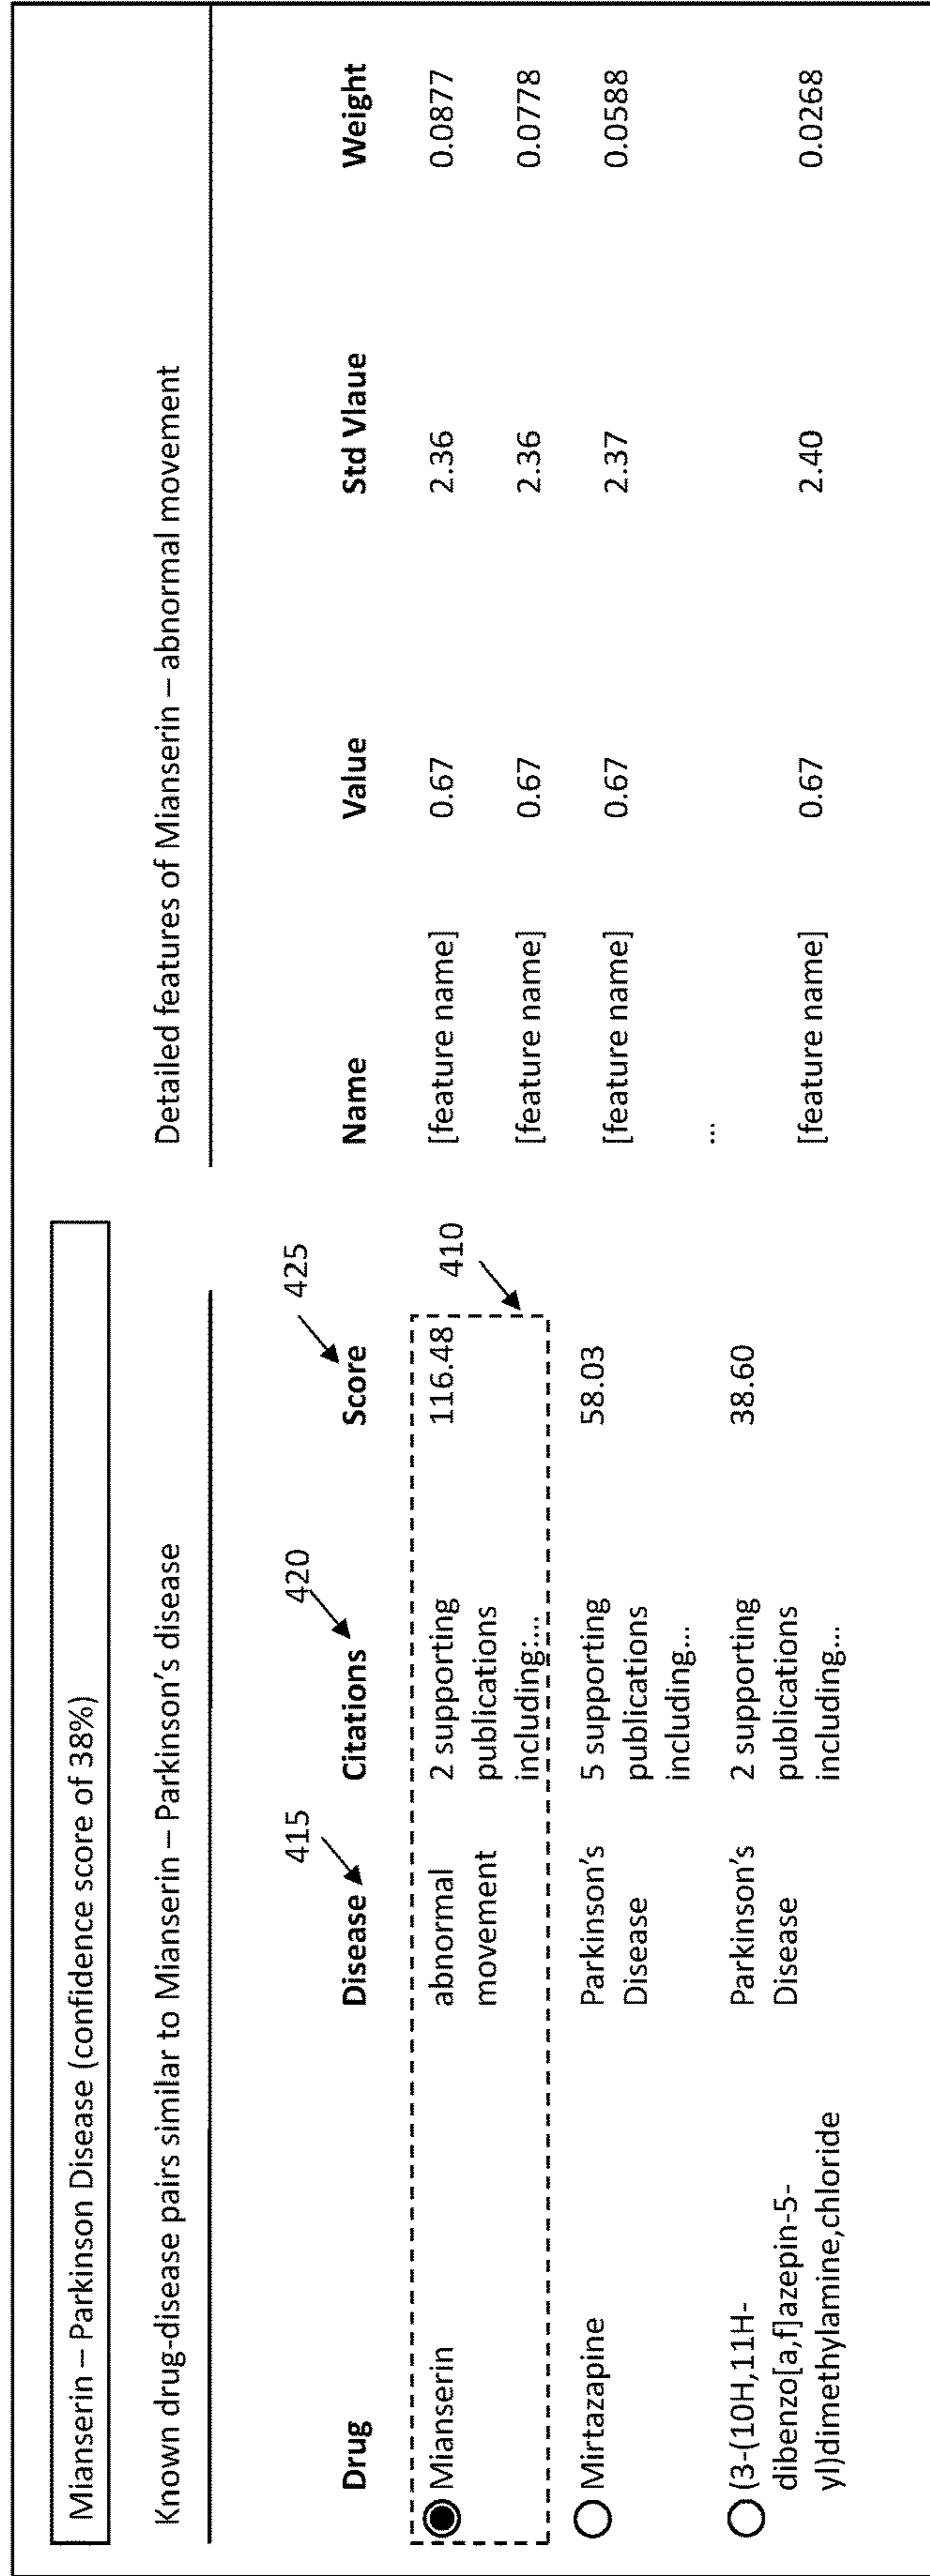 Mianserin – Parkinson Disease (confidence score of 38%)
Known drug-disease pairs similar to Mianserin – Parkinson's disease
425
420
415
Drug Disease Citations Score
410
Mianserin abnormal 2 supporting 116.48
movement publications
including:...
Mirtazapine Parkinson's 5 supporting 58.03
Disease publications
including...
(3-(10H,11H- Parkinson's 2 supporting 38.60
dibenzo[a,f]azepin-5- Disease publications
yl)dimethylamine,chloride including...
Detailed features of Mianserin – abnormal movement
Name Value Std Vlaue Weight
[feature name] 0.67 2.36 0.0877
[feature name] 0.67 2.36 0.0778
[feature name] 0.67 2.37 0.0588
...
[feature name] 0.67 2.40 0.0268